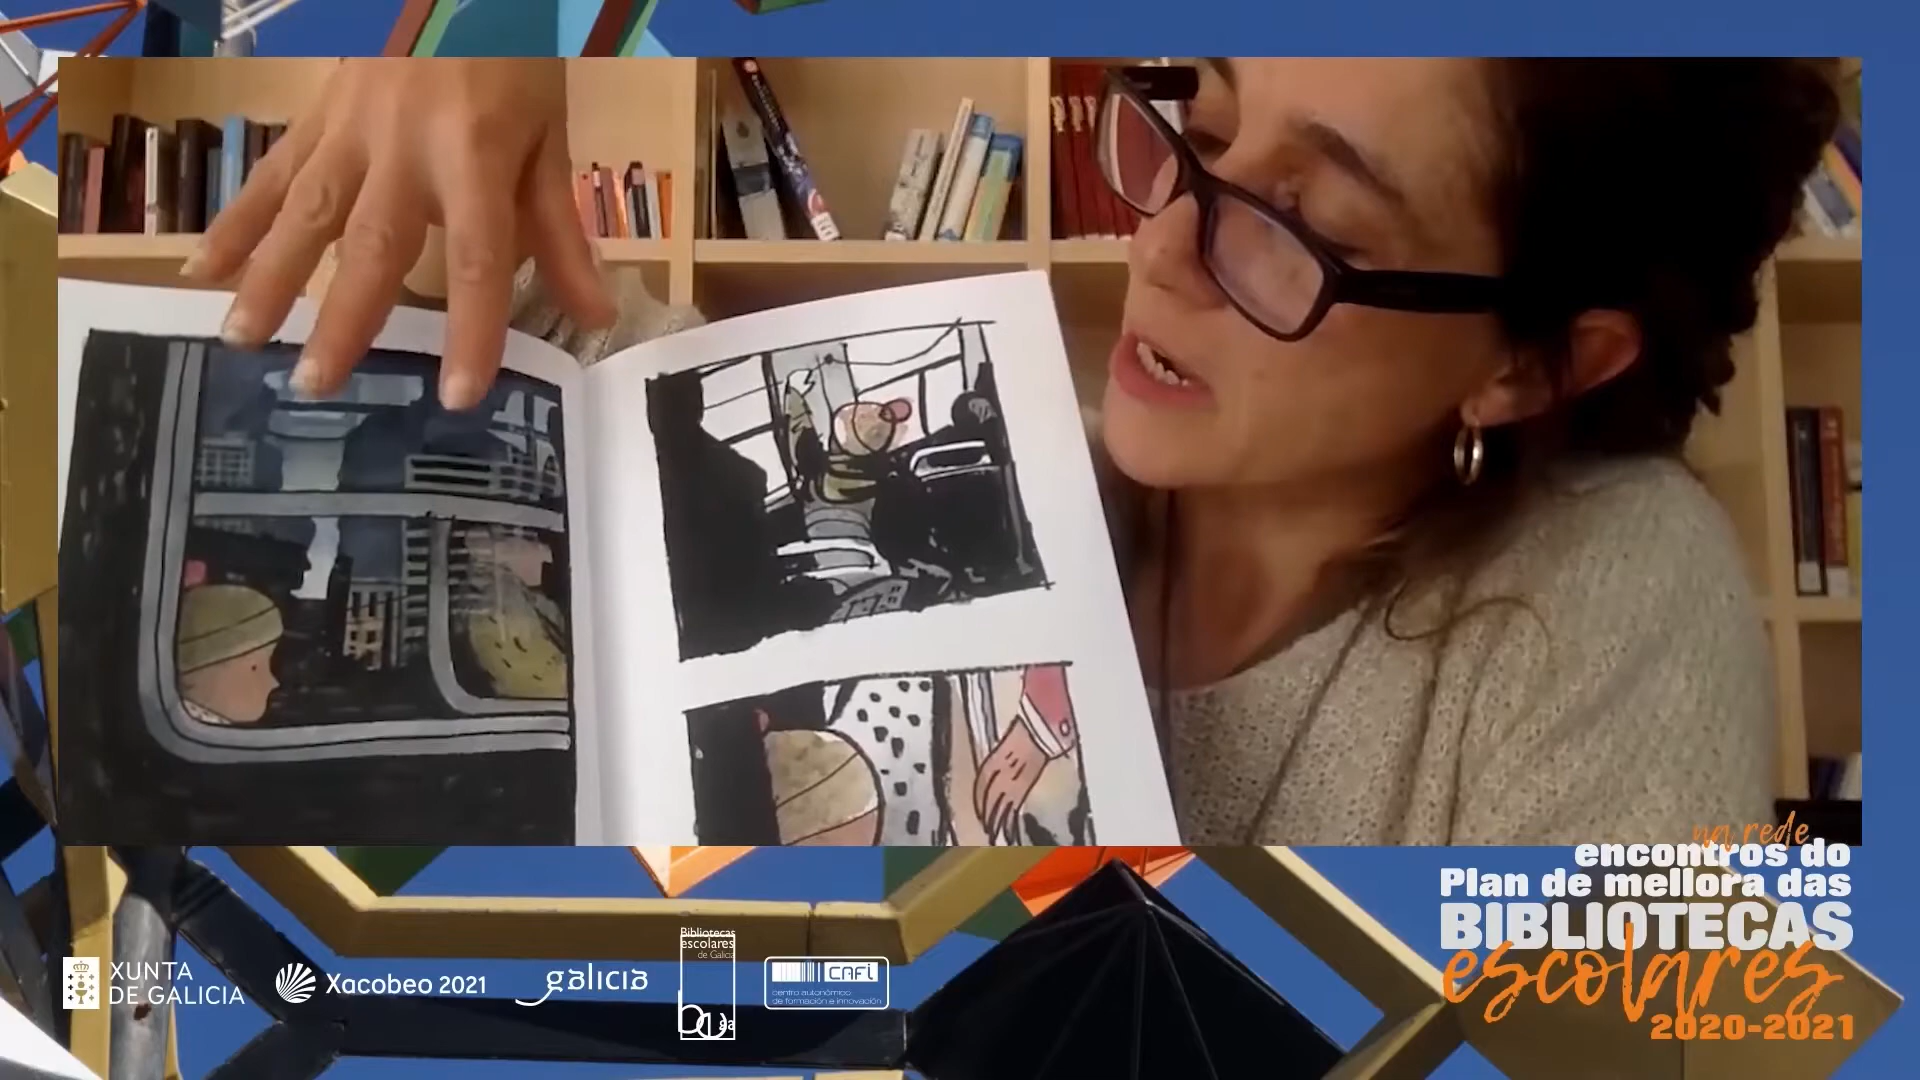 na rede
encontros do
Plan de mellora das
BIBLIOTECAS
escolares
2020-2021
XUNTA
DE GALICIA
Xacobeo 2021
galicia
Bibliotecas
escolares
de Galicia
CAFi
centro autonómico
de formación e innovación